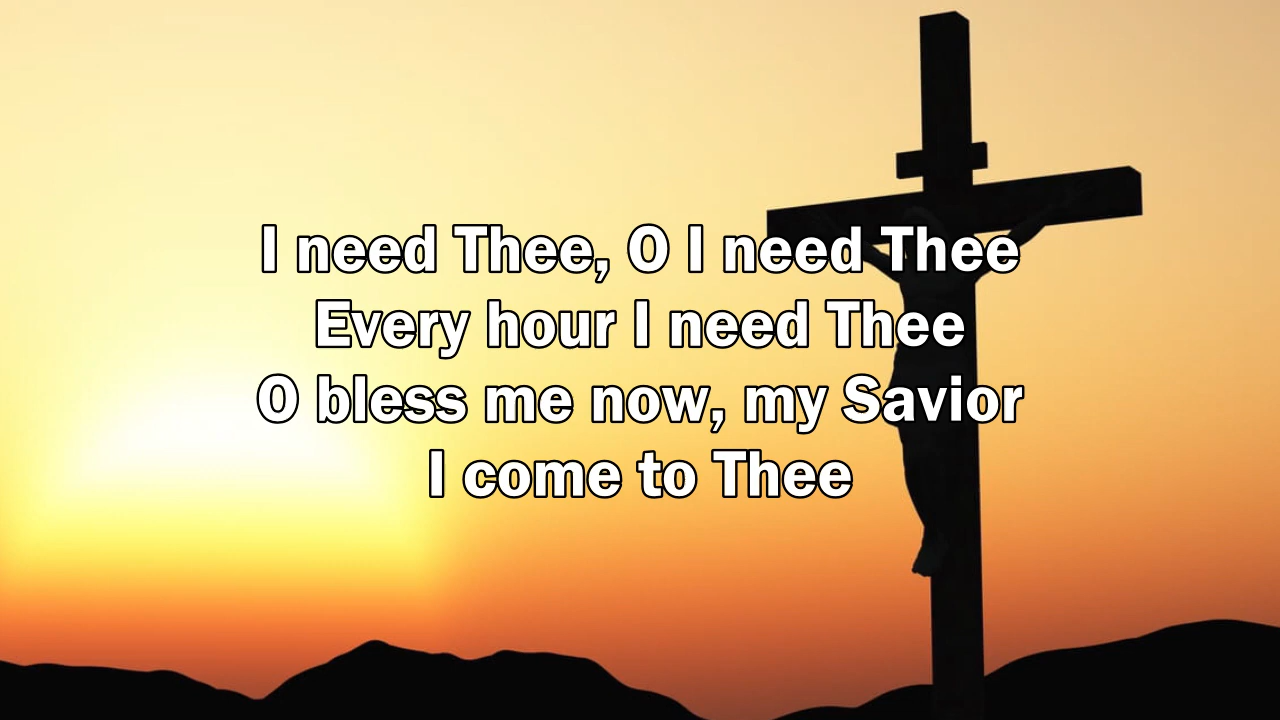 I need Thee, O I need Thee
Every hour I need Thee
O bless me now, my Savior
I come to Thee